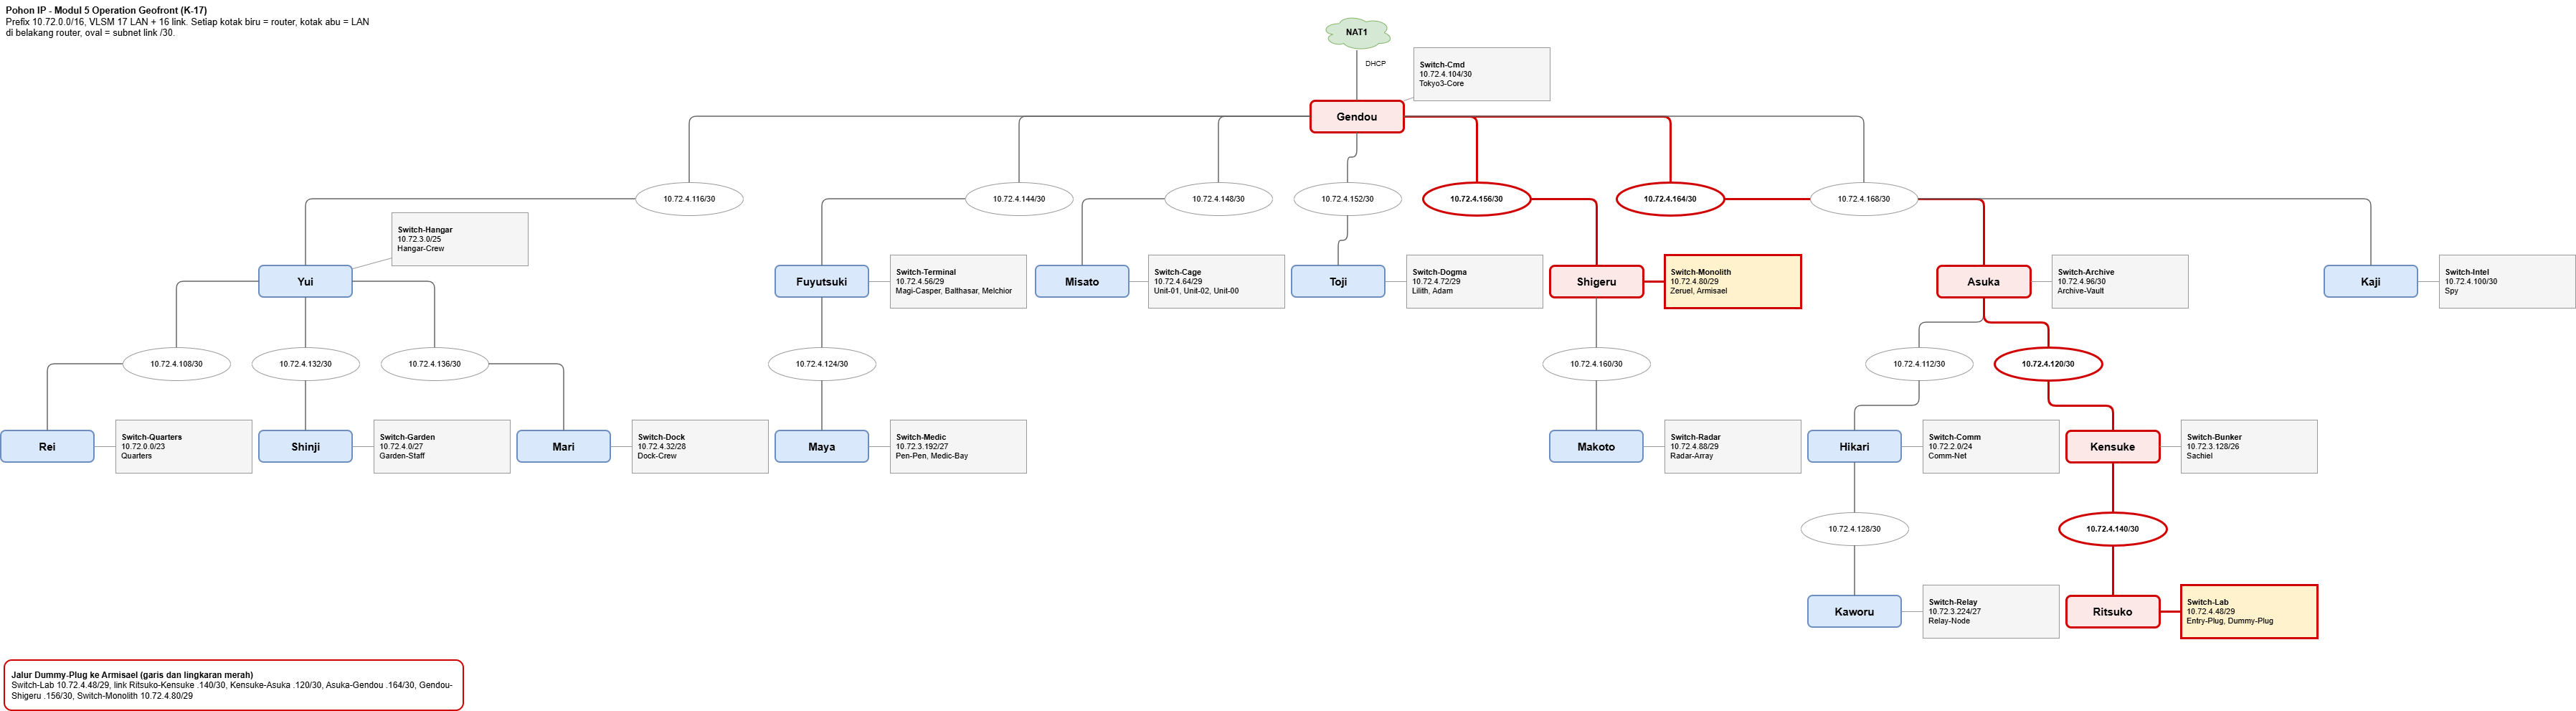 Pohon IP - Modul 5 Operation Geofront (K-17)
Prefix 10.72.0.0/16, VLSM 17 LAN + 16 link. Setiap kotak biru = router, kotak abu = LAN
di belakang router, oval = subnet link /30.
NAT1
DHCP
Switch-Cmd
10.72.4.104/30
Tokyo3-Core
Gendou
10.72.4.116/30
10.72.4.144/30
10.72.4.148/30
10.72.4.152/30
10.72.4.156/30
10.72.4.164/30
10.72.4.168/30
Switch-Hangar
10.72.3.0/25
Hangar-Crew
Yui
Fuyutsuki
Switch-Terminal
10.72.4.56/29
Magi-Casper, Balthasar, Melchior
Misato
Switch-Cage
10.72.4.64/29
Unit-01, Unit-02, Unit-00
Toji
Switch-Dogma
10.72.4.72/29
Lilith, Adam
Shigeru
Switch-Monolith
10.72.4.80/29
Zeruel, Armisael
Asuka
Switch-Archive
10.72.4.96/30
Archive-Vault
Kaji
Switch-Intel
10.72.4.100/30
Spy
10.72.4.108/30
10.72.4.132/30
10.72.4.136/30
10.72.4.124/30
10.72.4.160/30
10.72.4.112/30
10.72.4.120/30
Rei
Switch-Quarters
10.72.0.0/23
Quarters
Shinji
Switch-Garden
10.72.4.0/27
Garden-Staff
Mari
Switch-Dock
10.72.4.32/28
Dock-Crew
Maya
Switch-Medic
10.72.3.192/27
Pen-Pen, Medic-Bay
Makoto
Switch-Radar
10.72.4.88/29
Radar-Array
Hikari
Switch-Comm
10.72.2.0/24
Comm-Net
Kensuke
Switch-Bunker
10.72.3.128/26
Sachiel
10.72.4.128/30
10.72.4.140/30
Kaworu
Switch-Relay
10.72.3.224/27
Relay-Node
Ritsuko
Switch-Lab
10.72.4.48/29
Entry-Plug, Dummy-Plug
Jalur Dummy-Plug ke Armisael (garis dan lingkaran merah)
Switch-Lab 10.72.4.48/29, link Ritsuko-Kensuke .140/30, Kensuke-Asuka .120/30, Asuka-Gendou .164/30, Gendou-
Shigeru .156/30, Switch-Monolith 10.72.4.80/29